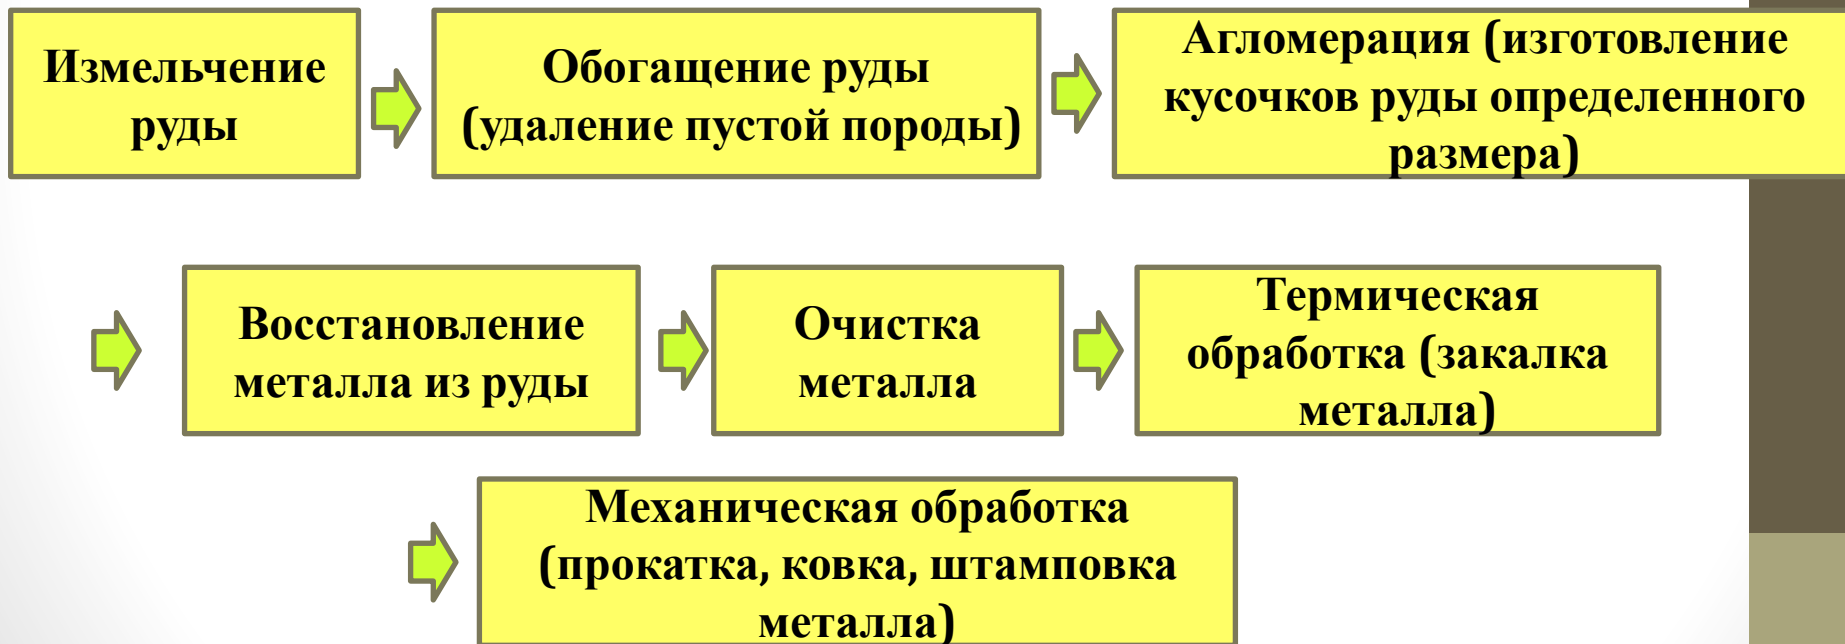 Измельчение
руды
Обогащение руды
(удаление пустой породы)
Агломерация (изготовление
кусочков руды определенного
размера)
Восстановление
металла из руды
Очистка
металла
Термическая
обработка (закалка
металла)
Механическая обработка
(прокатка, ковка, штамповка
металла)